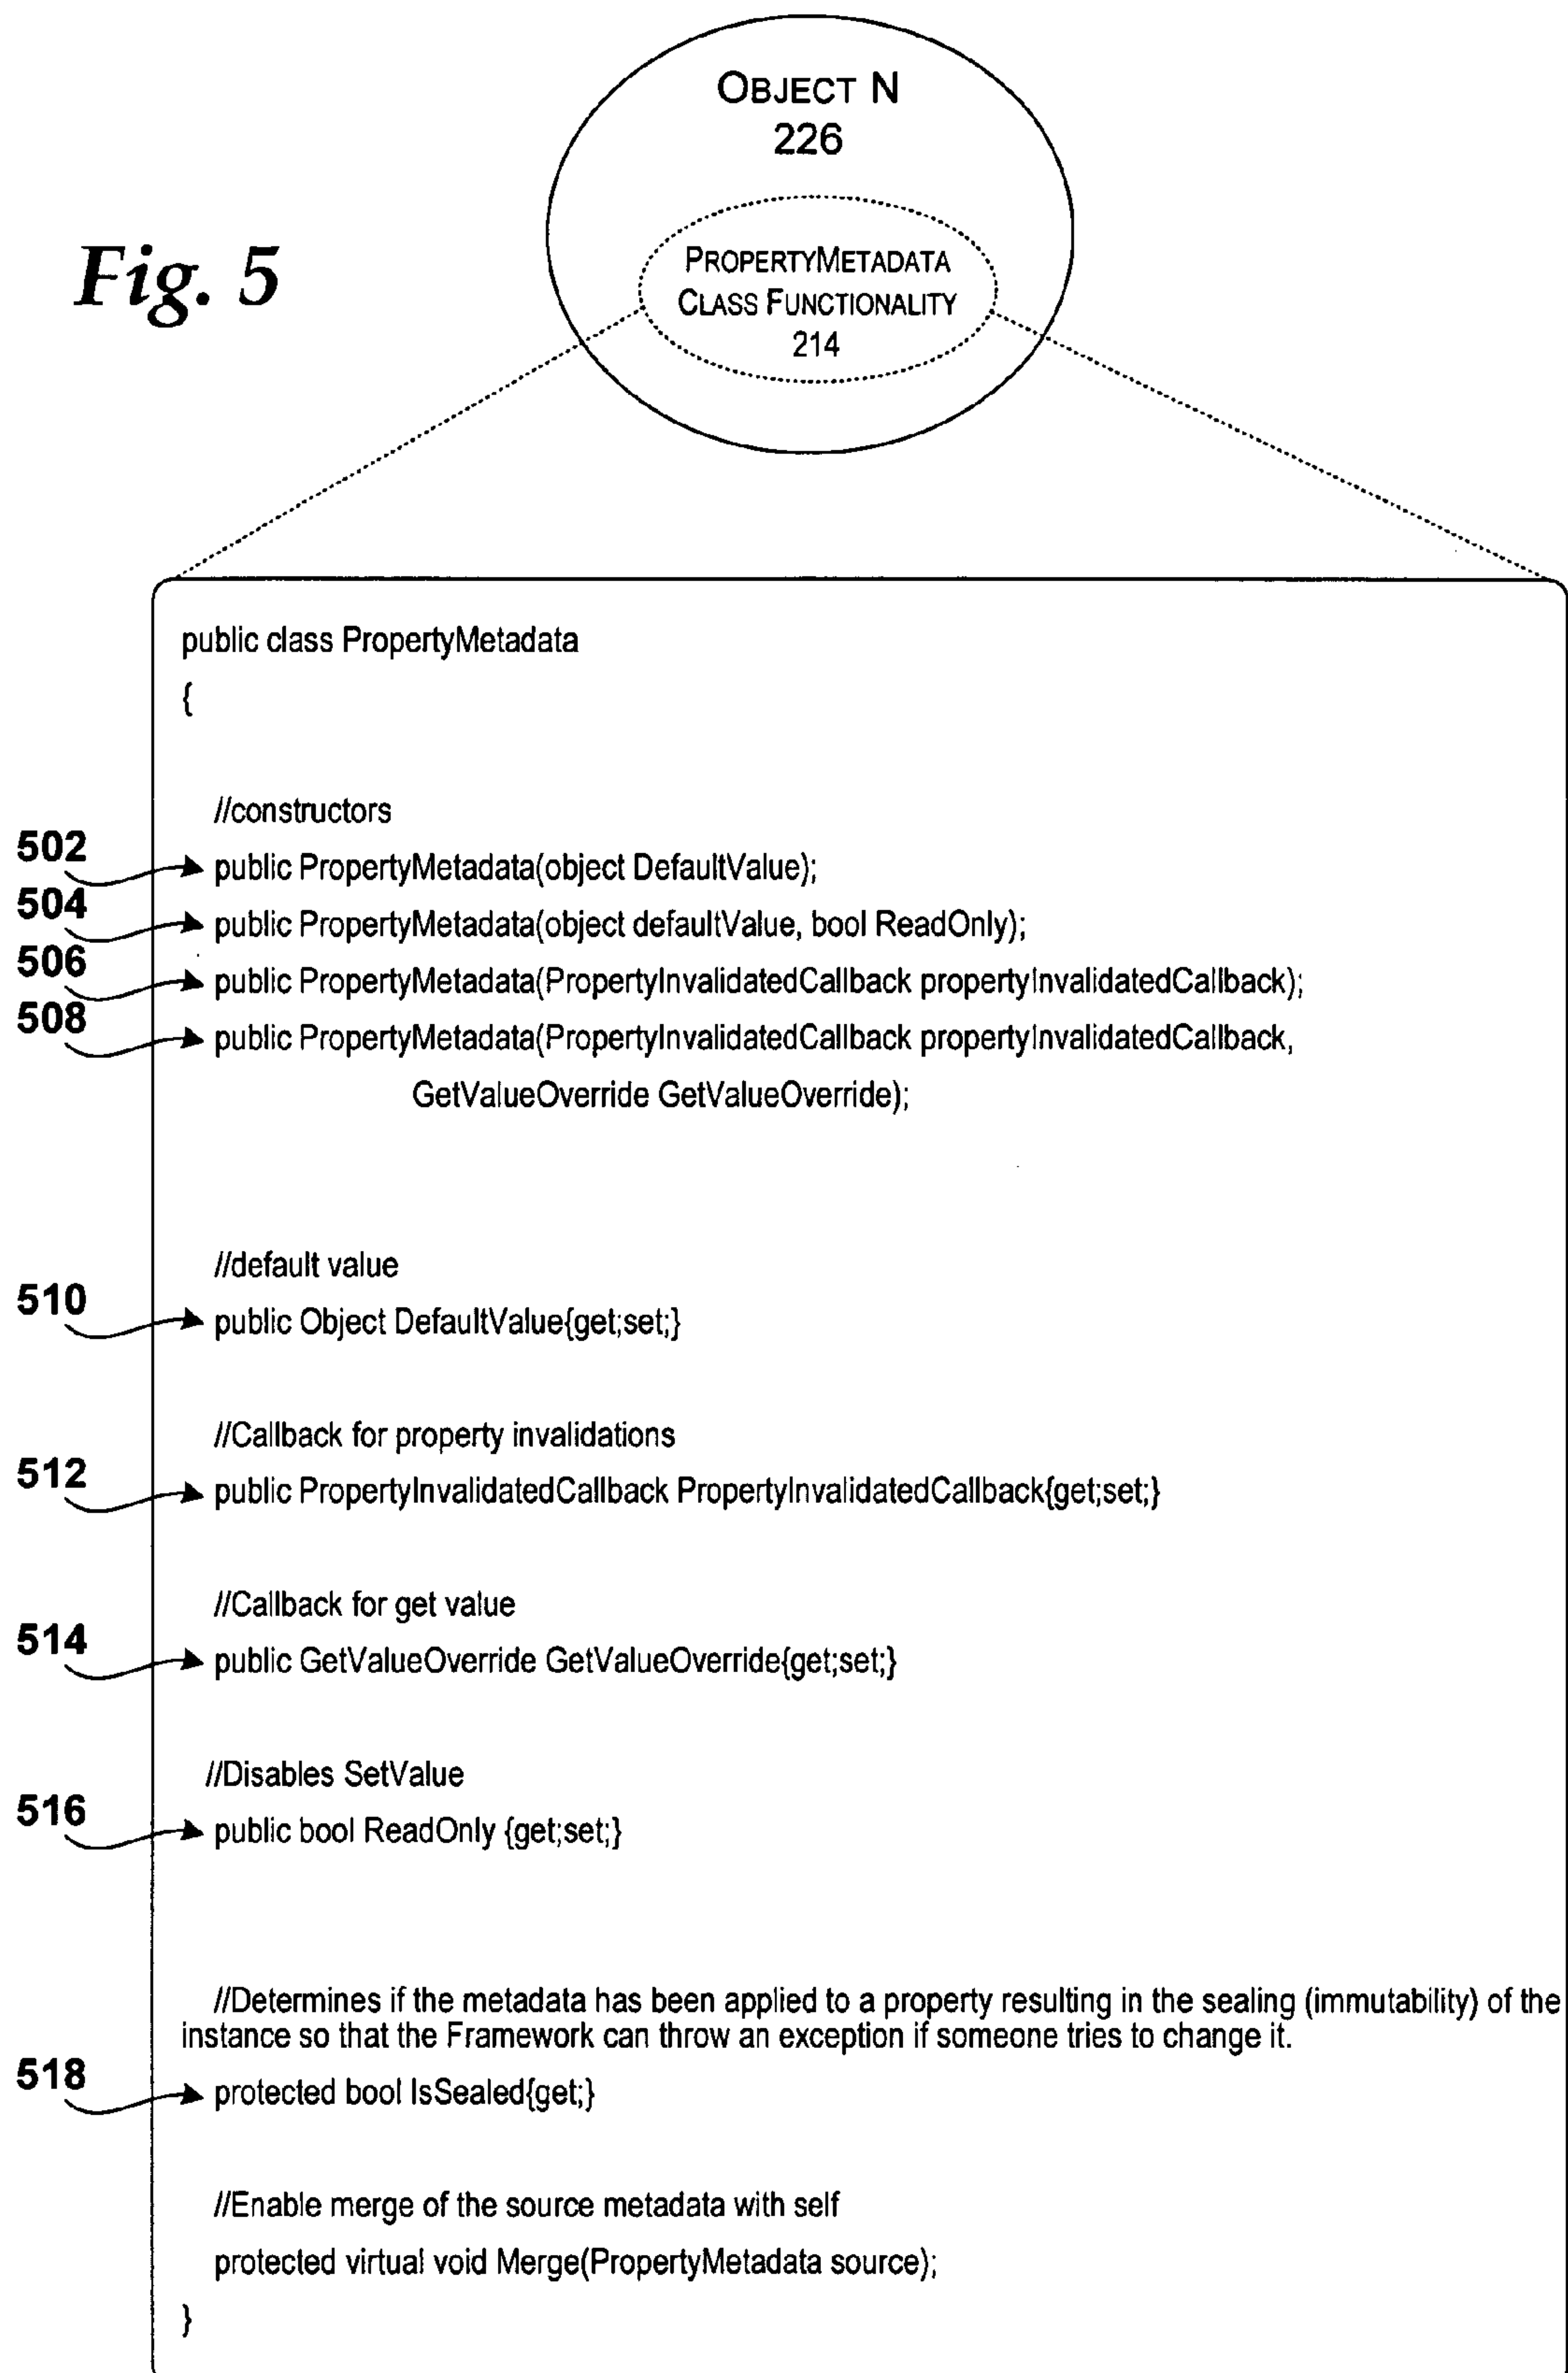 OBJECT N
226
Fig. 5
PROPERTYMETADATA
CLASS FUNCTIONALITY
214
public class PropertyMetadata
{
//constructors
502
public PropertyMetadata(object DefaultValue);
504
public PropertyMetadata(object defaultValue, bool ReadOnly);
506
public PropertyMetadata(PropertyInvalidatedCallback propertyInvalidatedCallback);
508
public PropertyMetadata(PropertyInvalidatedCallback propertyInvalidatedCallback,
GetValueOverride GetValueOverride);
//default value
510
public Object DefaultValue{get;set;}
//Callback for property invalidations
512
public PropertyInvalidatedCallback PropertyInvalidatedCallback{get;set;}
//Callback for get value
514
public GetValueOverride GetValueOverride{get;set;}
//Disables SetValue
516
public bool ReadOnly {get;set;}
//Determines if the metadata has been applied to a property resulting in the sealing (immutability) of the
instance so that the Framework can throw an exception if someone tries to change it.
518
protected bool IsSealed{get;}
//Enable merge of the source metadata with self
protected virtual void Merge(PropertyMetadata source);
}